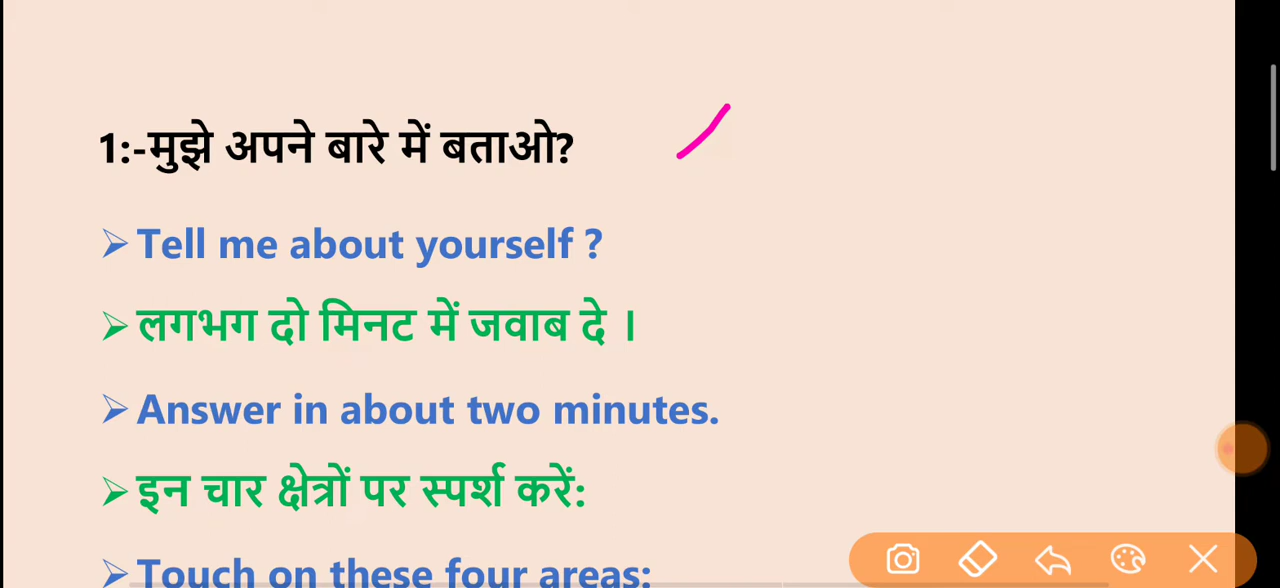 1:-मुझे अपने बारे में बताओ?
➢ Tell me about yourself ?
➢ लगभग दो मिनट में जवाब दे ।
➢ Answer in about two minutes.
➢ इन चार क्षेत्रों पर स्पर्श करें:
➢ Touch on these four areas: